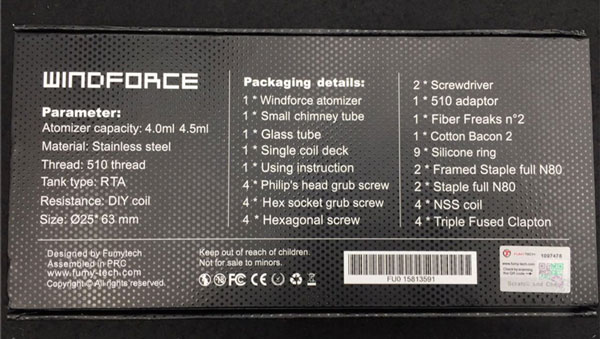 WINDFORCE
Parameter:
Atomizer capacity: 4.0ml 4.5ml
Material: Stainless steel
Thread: 510 thread
Tank type: RTA
Resistance: DIY coil
Size: Ø25* 63 mm
Packaging details:
1 * Windforce atomizer
1 * Small chimney tube
1 * Glass tube
1 * Single coil deck
1 * Using instruction
4 * Philip's head grub screw
4 * Hex socket grub screw
4 * Hexagonal screw
2 * Screwdriver
1 * 510 adaptor
1 * Fiber Freaks n°2
1 * Cotton Bacon 2
9 * Silicone ring
2 * Framed Staple full N80
2 * Staple full N80
4 * NSS coil
4 * Triple Fused Clapton
Designed by Fumytech
Assembled in PRC
www.fumy-tech.com
Copyright © All rights reserved.
Keep out of reach of children.
Not for sale to minors.
FU0 15813591
1097478